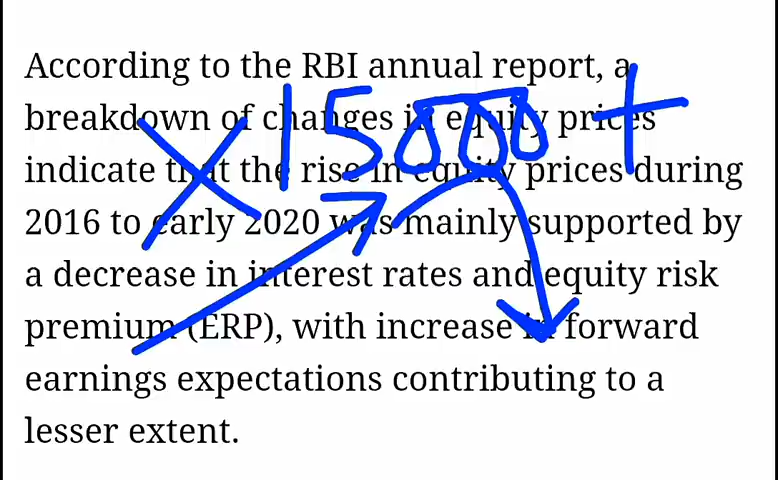 According to the RBI annual report, a
breakdown of changes in equity prices
X 15000 +
indicate that the rise in equity prices during
2016 to early 2020 was mainly supported by
a decrease in interest rates and equity risk
premium (ERP), with increase in forward
earnings expectations contributing to a
lesser extent.